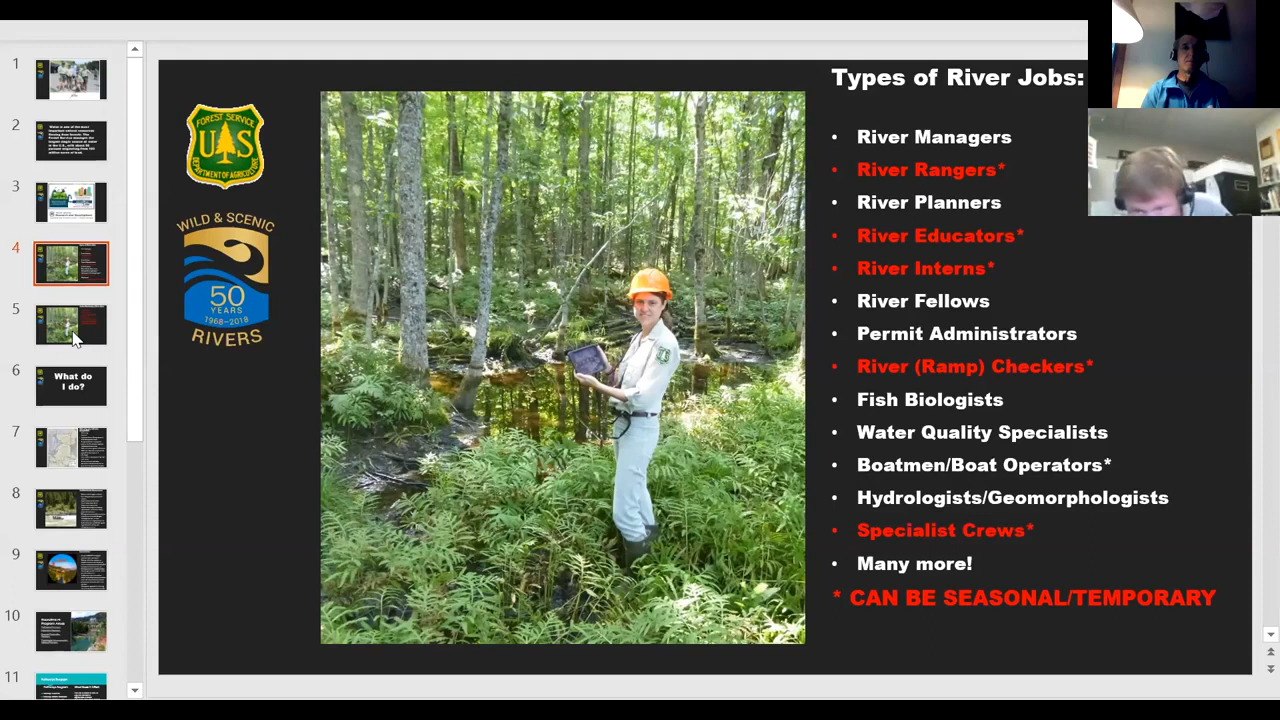 1
2
3
4
5
6
What do
I do?
7
8
9
10
11
FOREST SERVICE
US
DEPARTMENT OF AGRICULTURE
WILD & SCENIC
50
YEARS
1968–2018
RIVERS
Types of River Jobs:
• River Managers
• River Rangers*
• River Planners
• River Educators*
• River Interns*
• River Fellows
• Permit Administrators
• River (Ramp) Checkers*
• Fish Biologists
• Water Quality Specialists
• Boatmen/Boat Operators*
• Hydrologists/Geomorphologists
• Specialist Crews*
• Many more!
* CAN BE SEASONAL/TEMPORARY